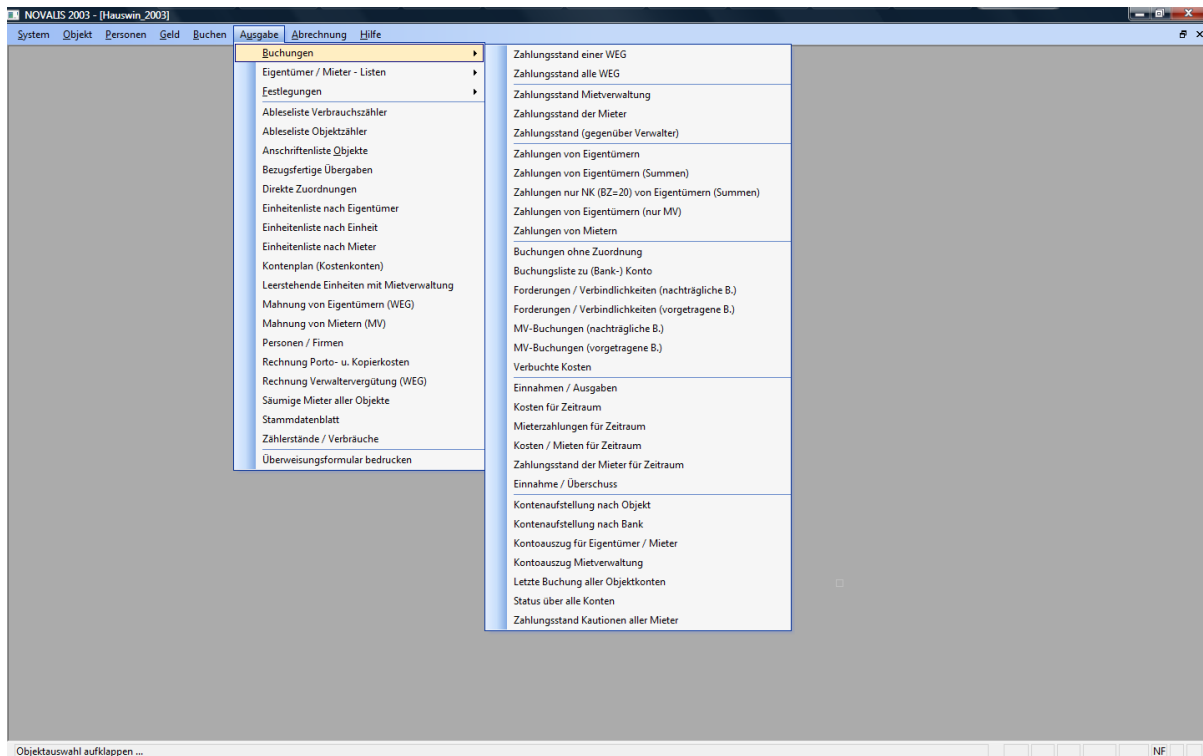 NOVALIS 2003 - [Hauswin_2003]
System Objekt Personen Geld Buchen Ausgabe Abrechnung Hilfe
Buchungen
Eigentümer / Mieter - Listen
Festlegungen
Ableseliste Verbrauchszähler
Ableseliste Objektzähler
Anschriftenliste Objekte
Bezugsfertige Übergaben
Direkte Zuordnungen
Einheitenliste nach Eigentümer
Einheitenliste nach Einheit
Einheitenliste nach Mieter
Kontenplan (Kostenkonten)
Leerstehende Einheiten mit Mietverwaltung
Mahnung von Eigentümern (WEG)
Mahnung von Mietern (MV)
Personen / Firmen
Rechnung Porto- u. Kopierkosten
Rechnung Verwaltervergütung (WEG)
Säumige Mieter aller Objekte
Stammdatenblatt
Zählerstände / Verbräuche
Überweisungsformular bedrucken
Zahlungsstand einer WEG
Zahlungsstand alle WEG
Zahlungsstand Mietverwaltung
Zahlungsstand der Mieter
Zahlungsstand (gegenüber Verwalter)
Zahlungen von Eigentümern
Zahlungen von Eigentümern (Summen)
Zahlungen nur NK (BZ=20) von Eigentümern (Summen)
Zahlungen von Eigentümern (nur MV)
Zahlungen von Mietern
Buchungen ohne Zuordnung
Buchungsliste zu (Bank-) Konto
Forderungen / Verbindlichkeiten (nachträgliche B.)
Forderungen / Verbindlichkeiten (vorgetragene B.)
MV-Buchungen (nachträgliche B.)
MV-Buchungen (vorgetragene B.)
Verbuchte Kosten
Einnahmen / Ausgaben
Kosten für Zeitraum
Mieterzahlungen für Zeitraum
Kosten / Mieten für Zeitraum
Zahlungsstand der Mieter für Zeitraum
Einnahme / Überschuss
Kontenaufstellung nach Objekt
Kontenaufstellung nach Bank
Kontoauszug für Eigentümer / Mieter
Kontoauszug Mietverwaltung
Letzte Buchung aller Objektkonten
Status über alle Konten
Zahlungsstand Kautionen aller Mieter
Objektauswahl aufklappen ...
NF